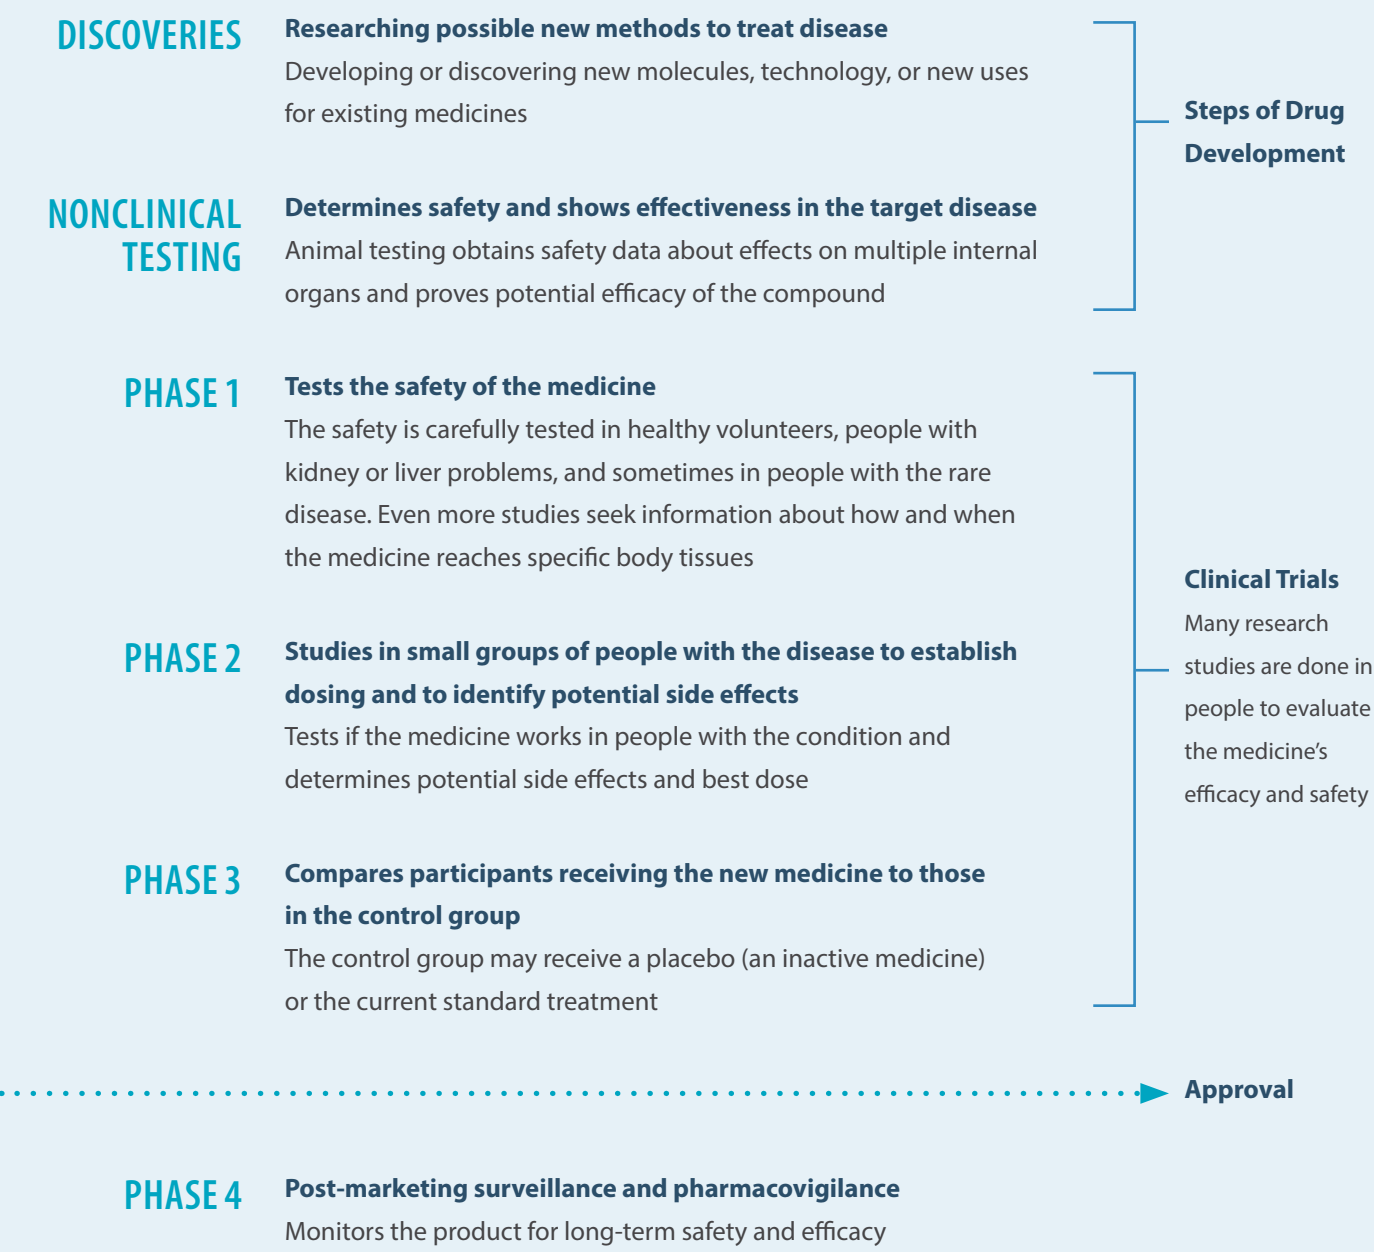 DISCOVERIES
Researching possible new methods to treat disease
Developing or discovering new molecules, technology, or new uses
for existing medicines
Steps of Drug
Development
NONCLINICAL
TESTING
Determines safety and shows effectiveness in the target disease
Animal testing obtains safety data about effects on multiple internal
organs and proves potential efficacy of the compound
PHASE 1
Tests the safety of the medicine
The safety is carefully tested in healthy volunteers, people with
kidney or liver problems, and sometimes in people with the rare
disease. Even more studies seek information about how and when
the medicine reaches specific body tissues
PHASE 2
Studies in small groups of people with the disease to establish
dosing and to identify potential side effects
Tests if the medicine works in people with the condition and
determines potential side effects and best dose
PHASE 3
Compares participants receiving the new medicine to those
in the control group
The control group may receive a placebo (an inactive medicine)
or the current standard treatment
Clinical Trials
Many research
studies are done in
people to evaluate
the medicine’s
efficacy and safety
Approval
PHASE 4
Post-marketing surveillance and pharmacovigilance
Monitors the product for long-term safety and efficacy